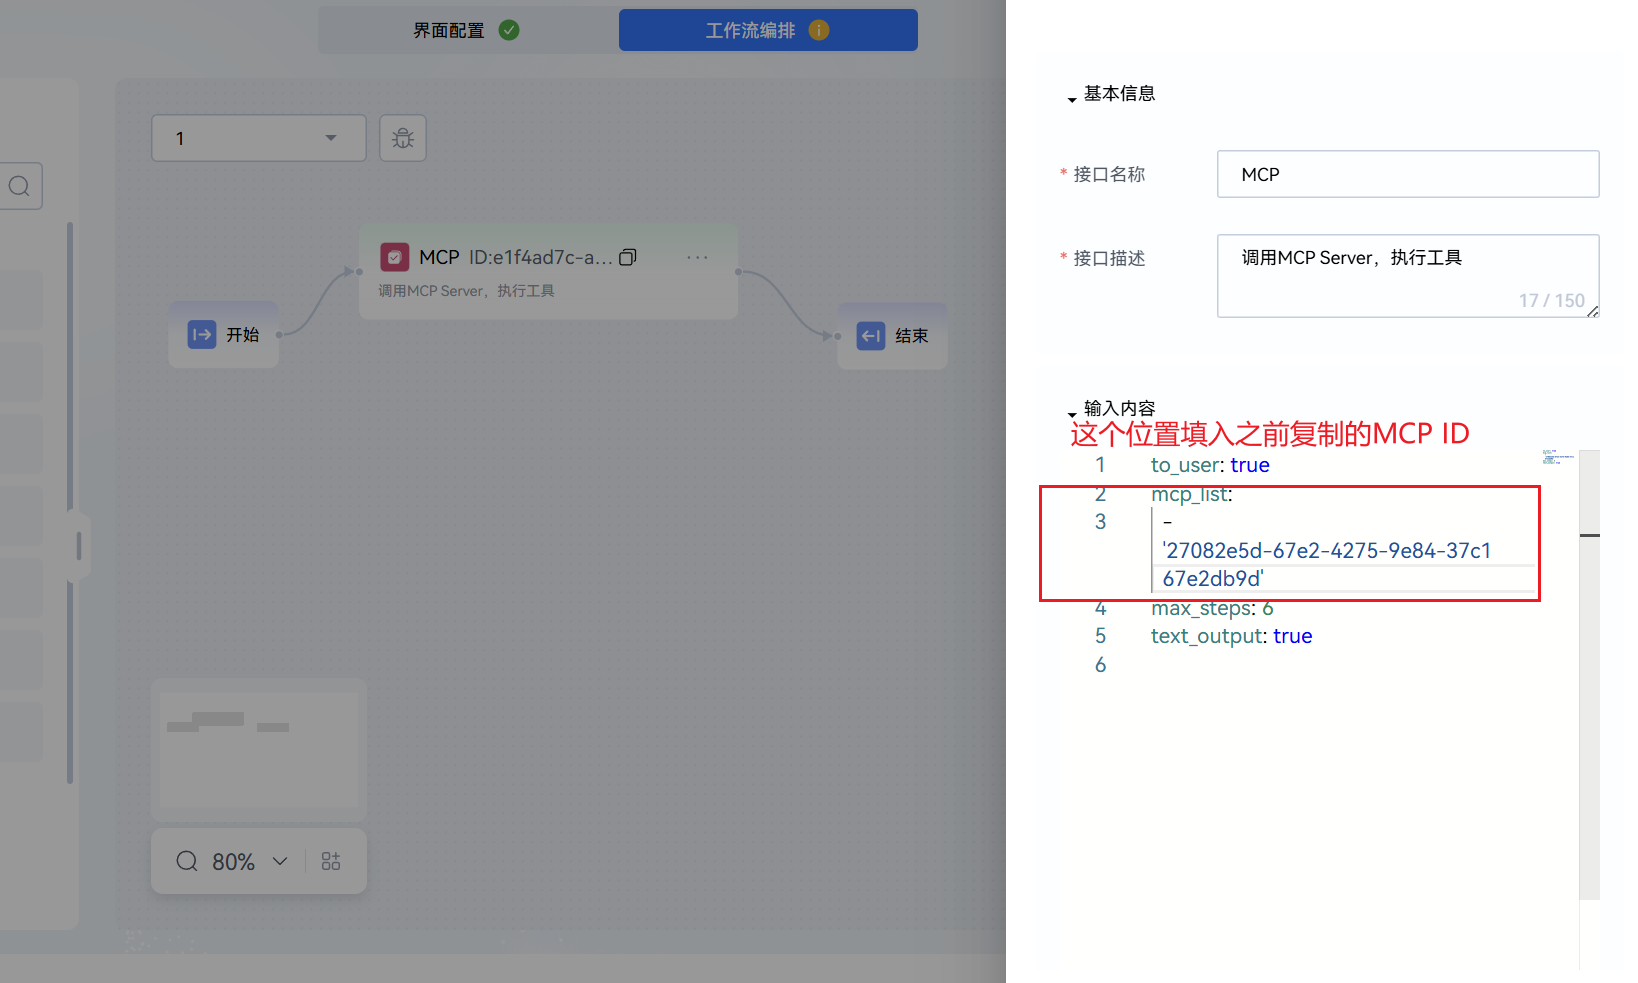 界面配置
工作流编排
1
MCP ID:e1f4ad7c-a...
调用MCP Server，执行工具
开始
结束
80%
基本信息
* 接口名称
MCP
* 接口描述
调用MCP Server，执行工具
17 / 150
输入内容
这个位置填入之前复制的MCP ID
1 to_user: true
2 mcp_list:
3 -
'27082e5d-67e2-4275-9e84-37c1
67e2db9d'
4 max_steps: 6
5 text_output: true
6